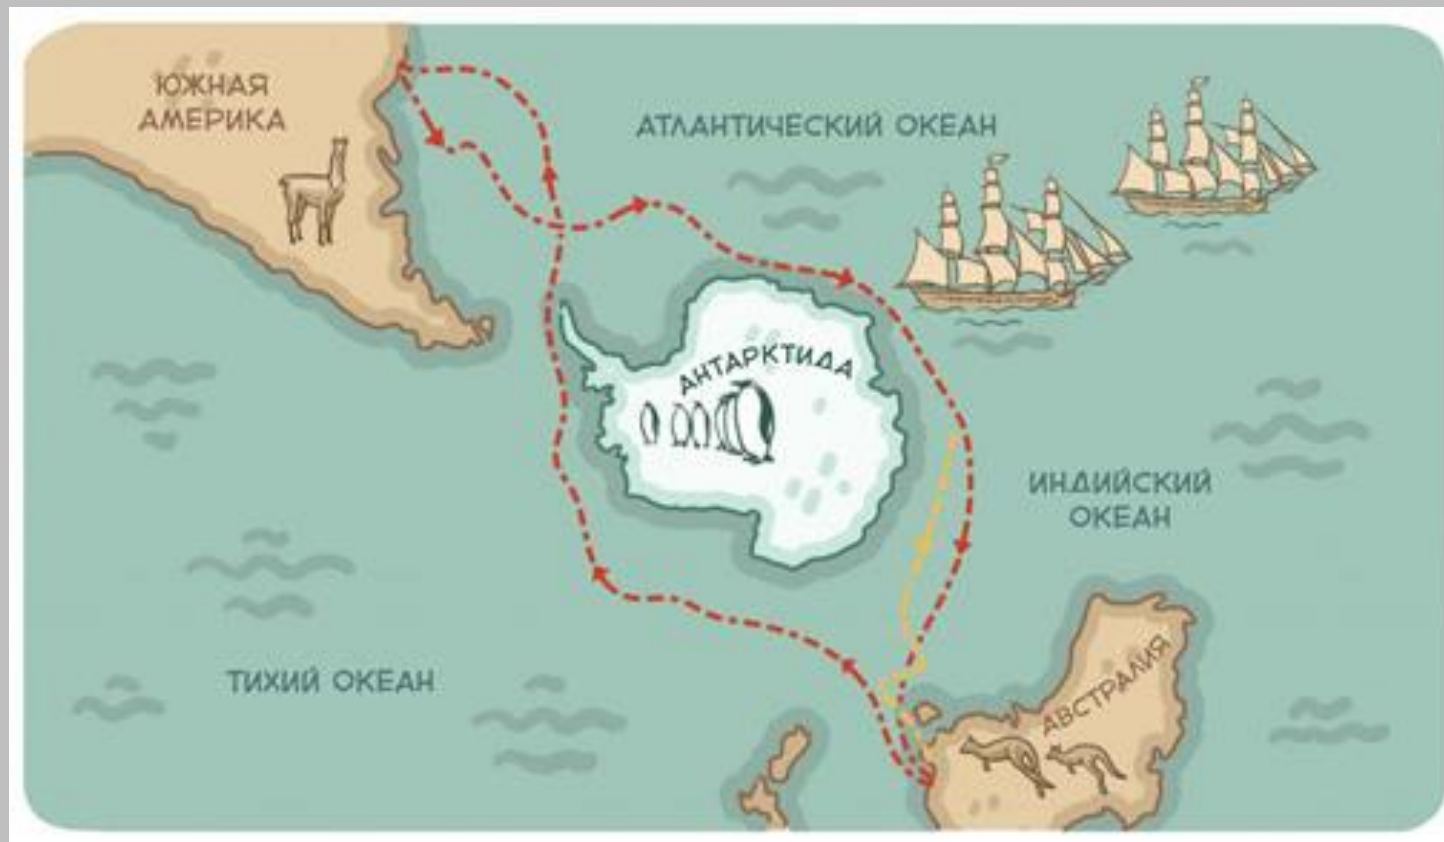 ЮЖНАЯ
АМЕРИКА
АТЛАНТИЧЕСКИЙ ОКЕАН
АНТАРКТИДА
ИНДИЙСКИЙ
ОКЕАН
ТИХИЙ ОКЕАН
АВСТРАЛИЯ